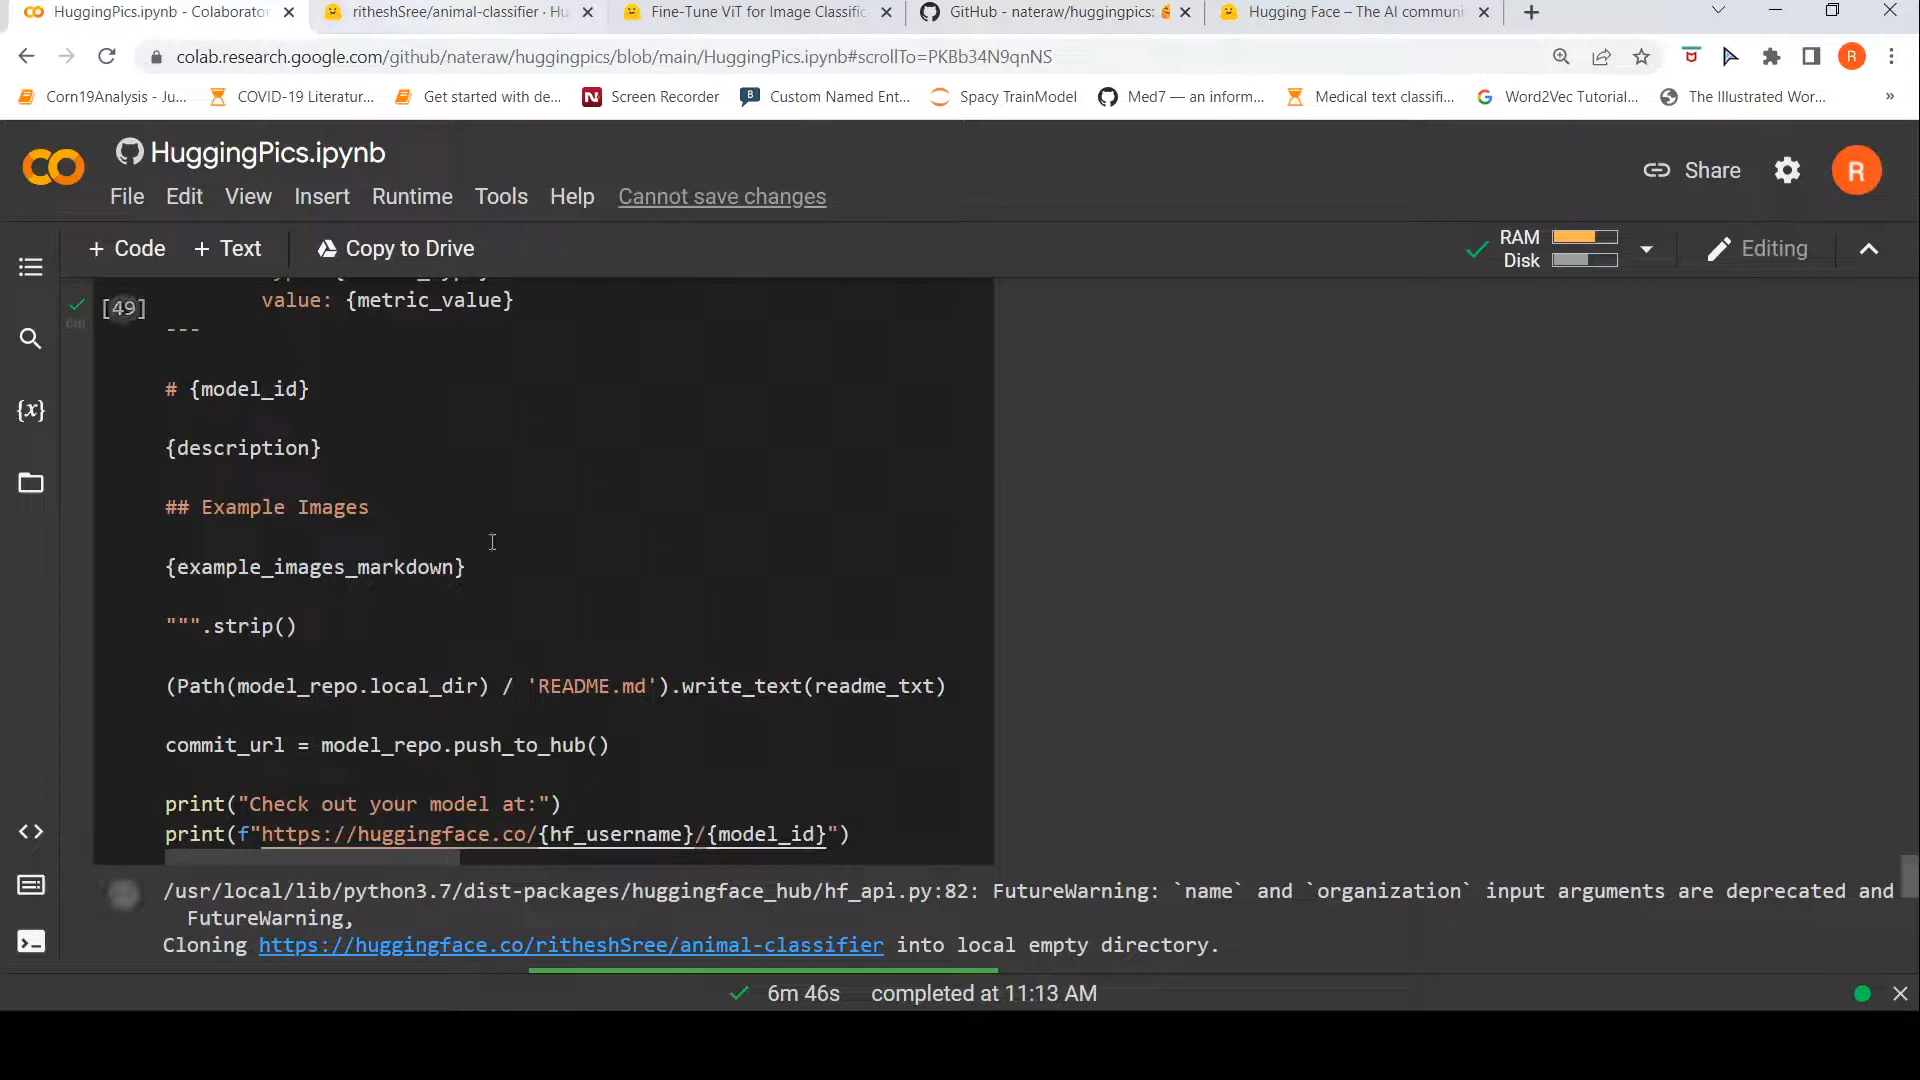 HuggingPics.ipynb - Colaborator
ritheshSree/animal-classifier · Hu
Fine-Tune ViT for Image Classific
GitHub - nateraw/huggingpics:
Hugging Face – The AI communi
colab.research.google.com/github/nateraw/huggingpics/blob/main/HuggingPics.ipynb#scrollTo=PKBb34N9qnNS
R
Corn19Analysis - Ju...
COVID-19 Literatur...
Get started with de...
N Screen Recorder
Custom Named Ent...
Spacy TrainModel
Med7 — an inform...
Medical text classifi...
Word2Vec Tutorial...
The Illustrated Wor...
»
HuggingPics.ipynb
Share
R
File Edit View Insert Runtime Tools Help Cannot save changes
+ Code + Text Copy to Drive
RAM
Disk
Editing
[49]
value: {metric_value}
---
# {model_id}
{description}
## Example Images
{example_images_markdown}
""".strip()
(Path(model_repo.local_dir) / 'README.md').write_text(readme_txt)
commit_url = model_repo.push_to_hub()
print("Check out your model at:")
print(f"https://huggingface.co/{hf_username}/{model_id}")
/usr/local/lib/python3.7/dist-packages/huggingface_hub/hf_api.py:82: FutureWarning: `name` and `organization` input arguments are deprecated and
FutureWarning,
Cloning https://huggingface.co/ritheshSree/animal-classifier into local empty directory.
6m 46s completed at 11:13 AM